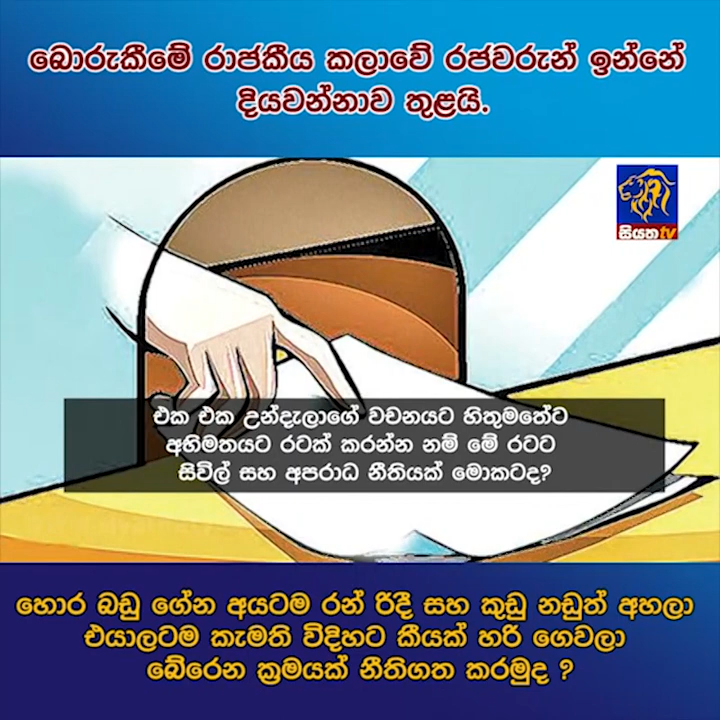 බොරුකීමේ රාජකීය කලාවේ රජවරුන් ඉන්නේ
දියවන්නාව තුළයි.
සියත tv
එක එක උන්දැලාගේ වචනයට හිතුමතේට
අභිමතයට රටක් කරන්න නම් මේ රටට
සිවිල් සහ අපරාධ නීතියක් මොකටද?
හොර බඩු ගේන අයටම රන් රිදී සහ කුඩු නඩුත් අහලා
එයාලටම කැමති විදිහට කීයක් හරි ගෙවලා
බේරෙන ක්‍රමයක් නීතිගත කරමුද ?